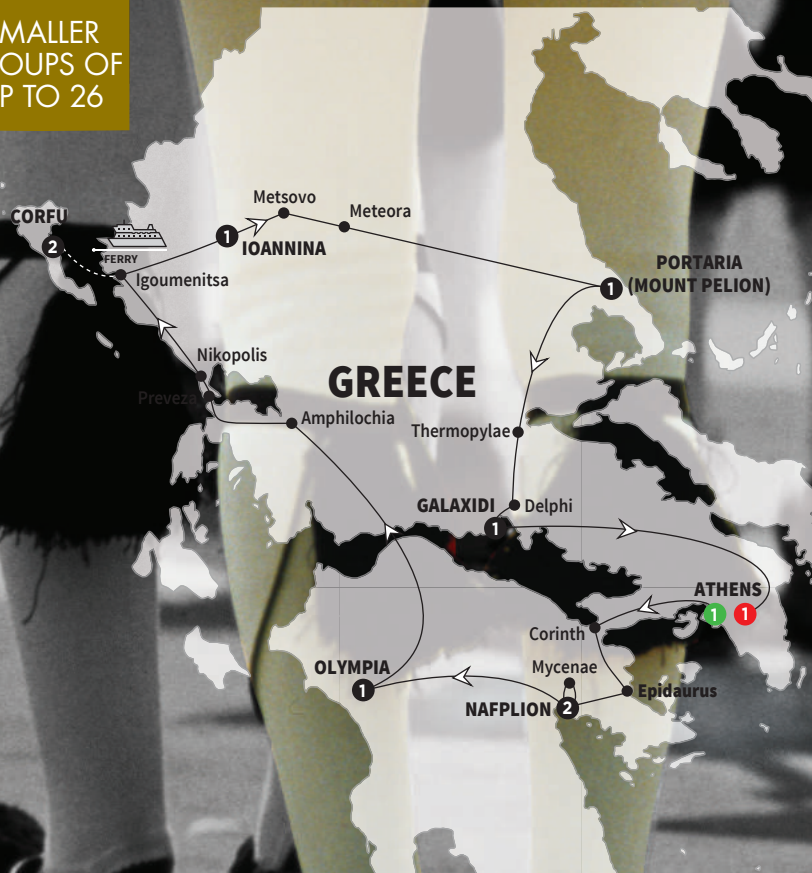 MALLER
OUPS OF
P TO 26
CORFU
2
FERRY
Igoumenitsa
1
IOANNINA
Metsovo
Meteora
PORTARIA
1 (MOUNT PELION)
Nikopolis
Preveza
GREECE
Amphilochia
Thermopylae
GALAXIDI
Delphi
1
ATHENS
1 1
Corinth
OLYMPIA
1
Mycenae
NAFPLION 2
Epidaurus